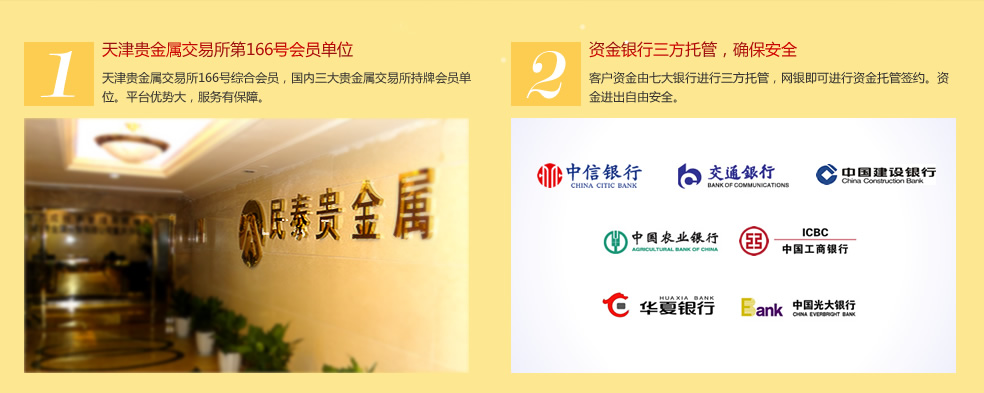 1
天津贵金属交易所第166号会员单位
天津贵金属交易所166号综合会员，国内三大贵金属交易所持牌会员单
位。平台优势大，服务有保障。
民泰贵金属
2
资金银行三方托管，确保安全
客户资金由七大银行进行三方托管，网银即可进行资金托管签约。资
金进出自由安全。
中信银行
CHINA CITIC BANK
交通銀行
BANK OF COMMUNICATIONS
中国建设银行
China Construction Bank
中国农业银行
AGRICULTURAL BANK OF CHINA
ICBC
中国工商银行
HUAXIA BANK
华夏银行
Bank
中国光大银行
CHINA EVERBRIGHT BANK